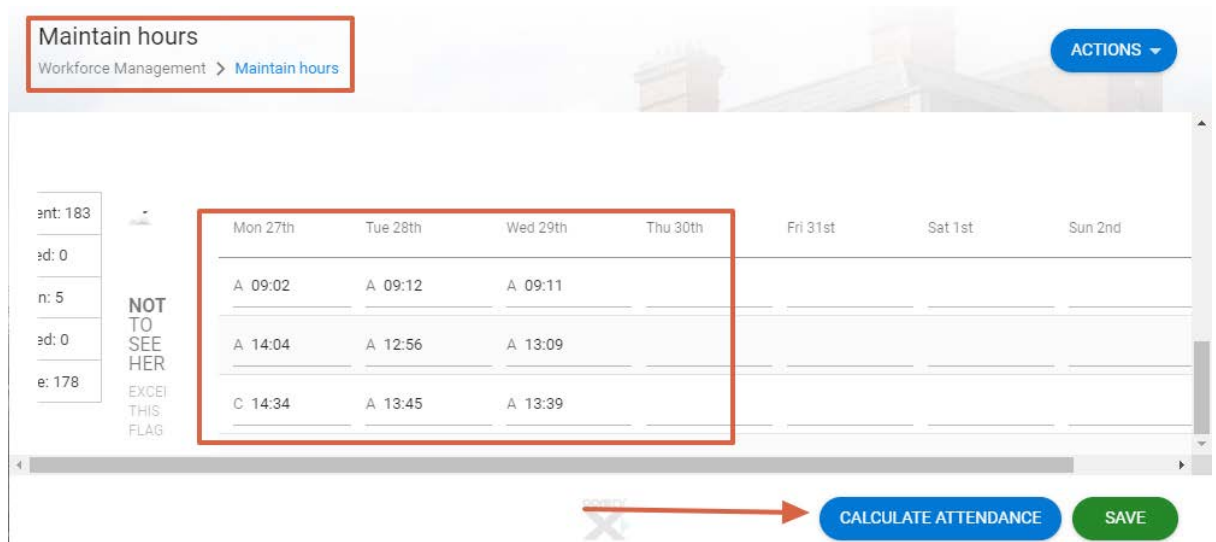 Maintain hours
Workforce Management > Maintain hours
ACTIONS
ent: 183
ed: 0
n: 5
ed: 0
e: 178
NOT
TO
SEE
HER
EXCEI
THIS
FLAG
Mon 27th Tue 28th Wed 29th Thu 30th Fri 31st Sat 1st Sun 2nd
A 09:02 A 09:12 A 09:11
A 14:04 A 12:56 A 13:09
C 14:34 A 13:45 A 13:39
CALCULATE ATTENDANCE
SAVE